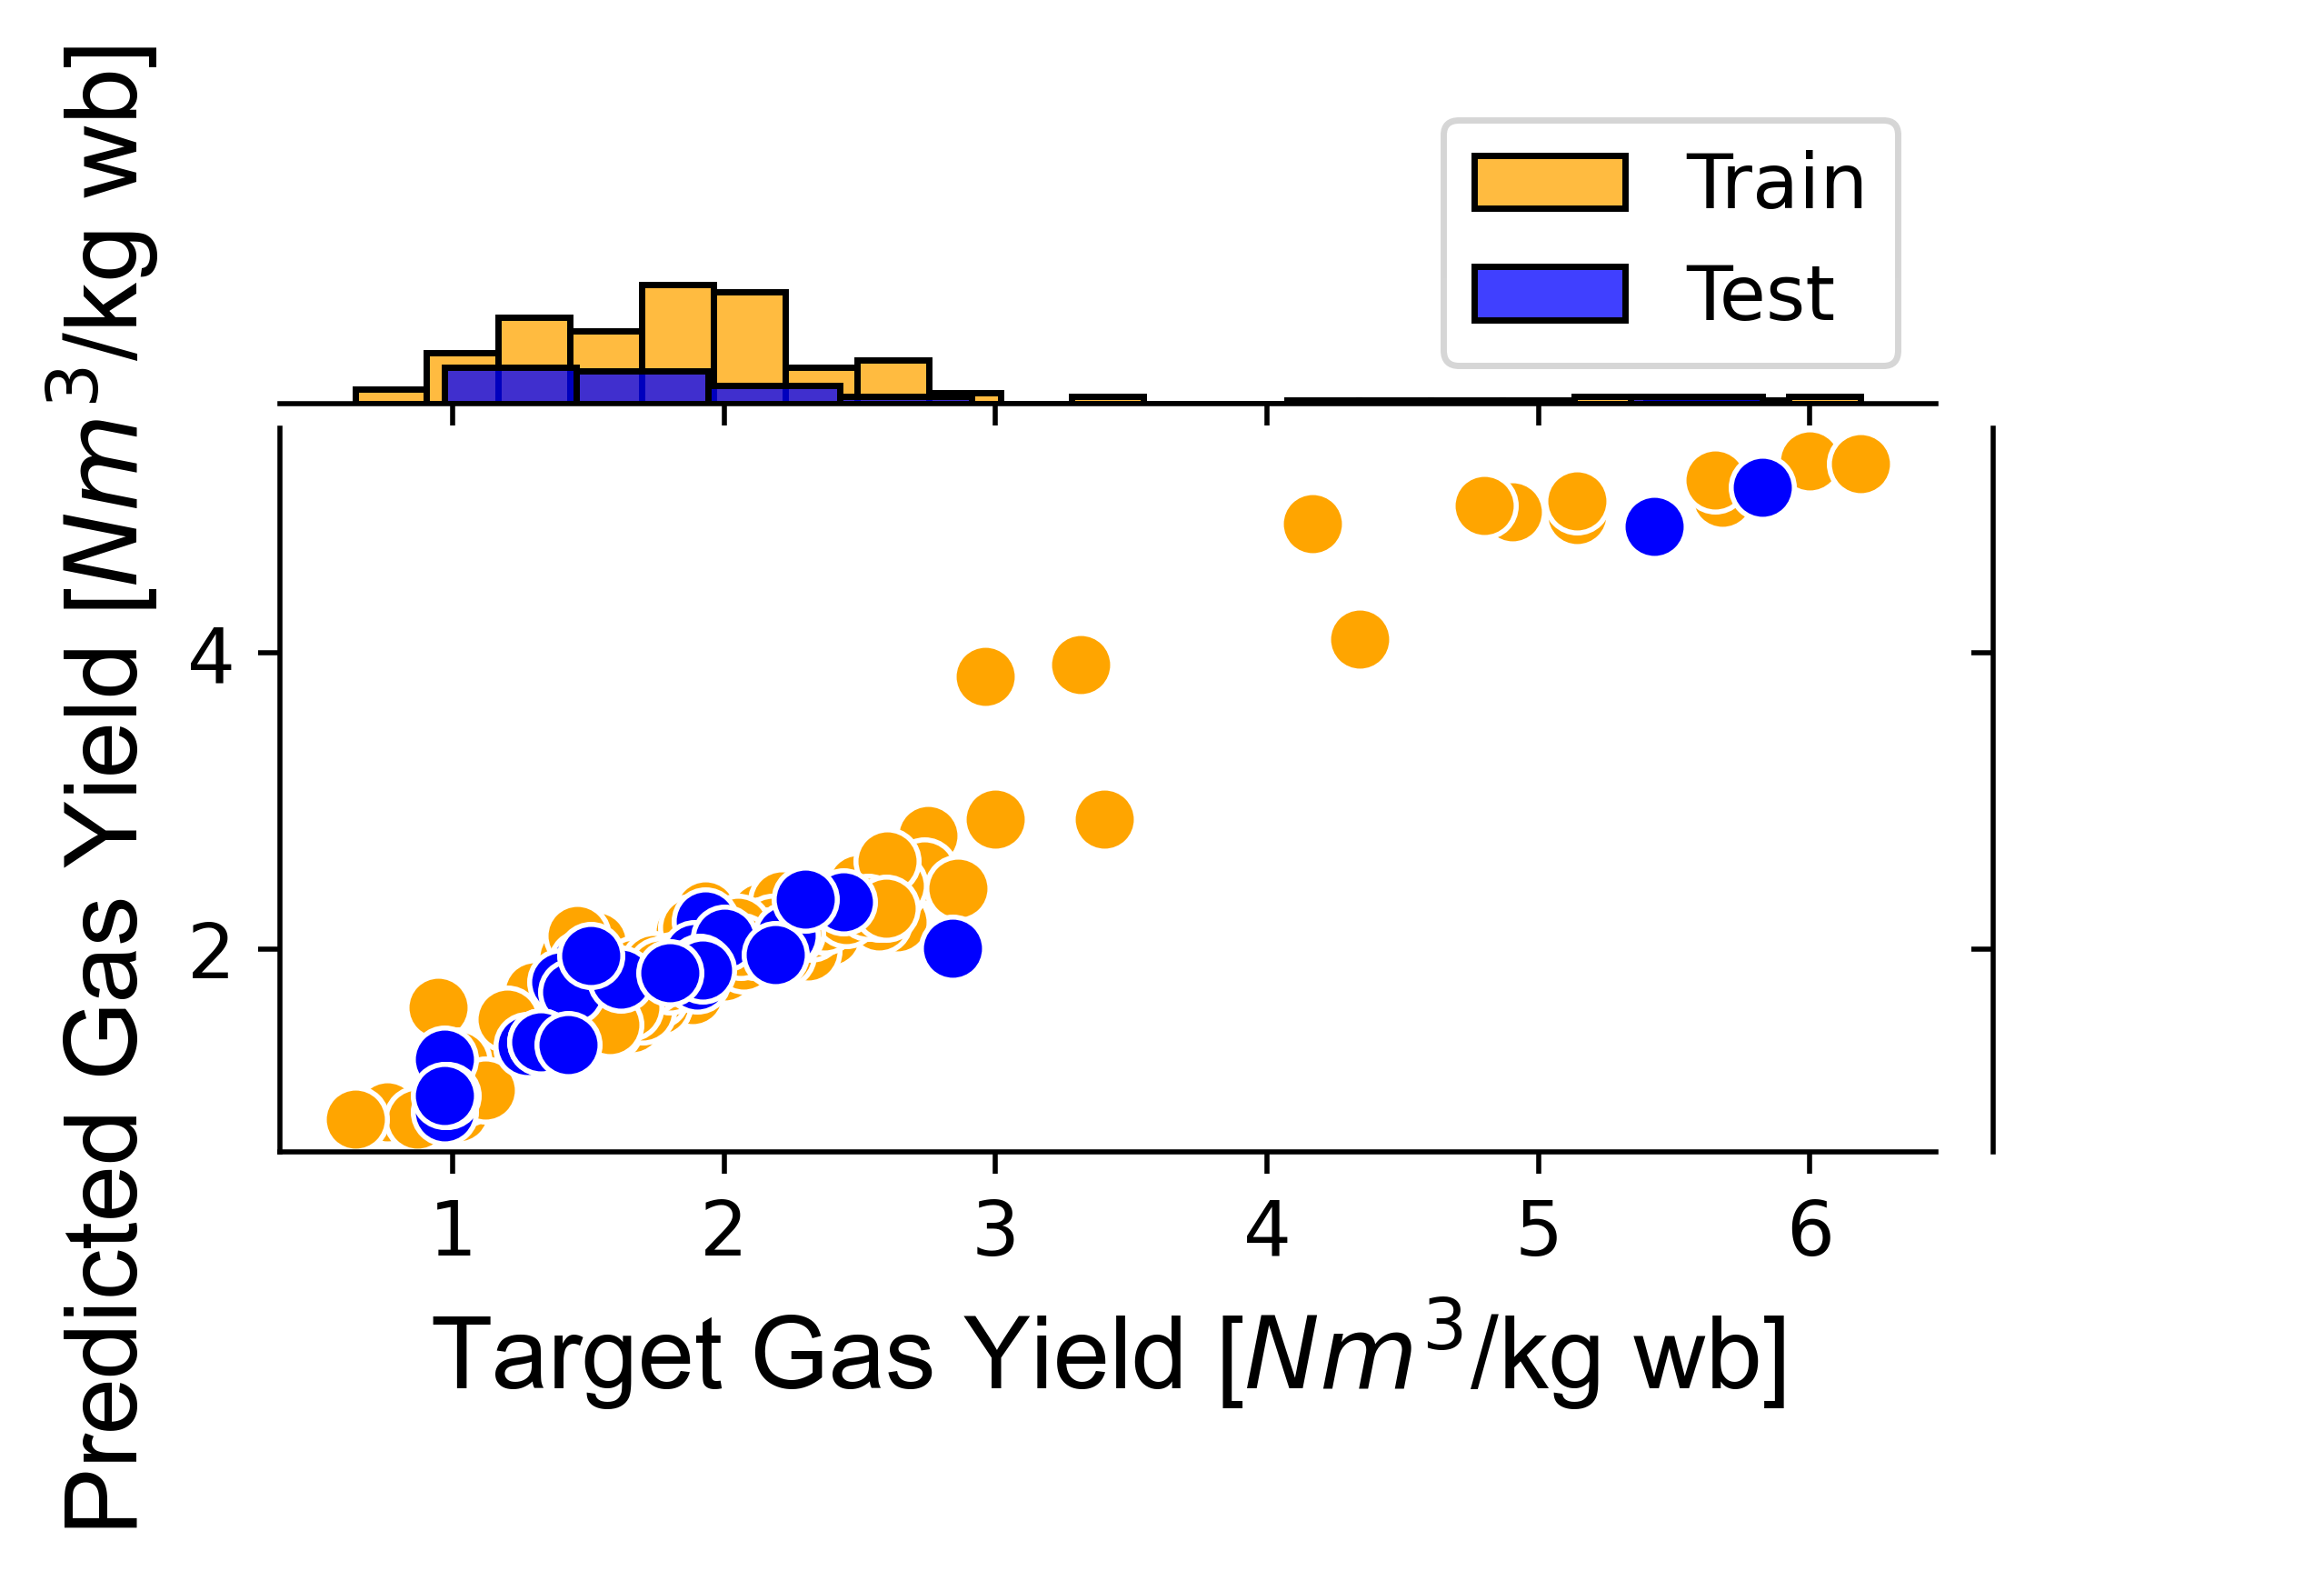 Predicted Gas Yield [Nm³/kg wb]
Train
Test
4
2
1 2 3 4 5 6
Target Gas Yield [Nm³/kg wb]